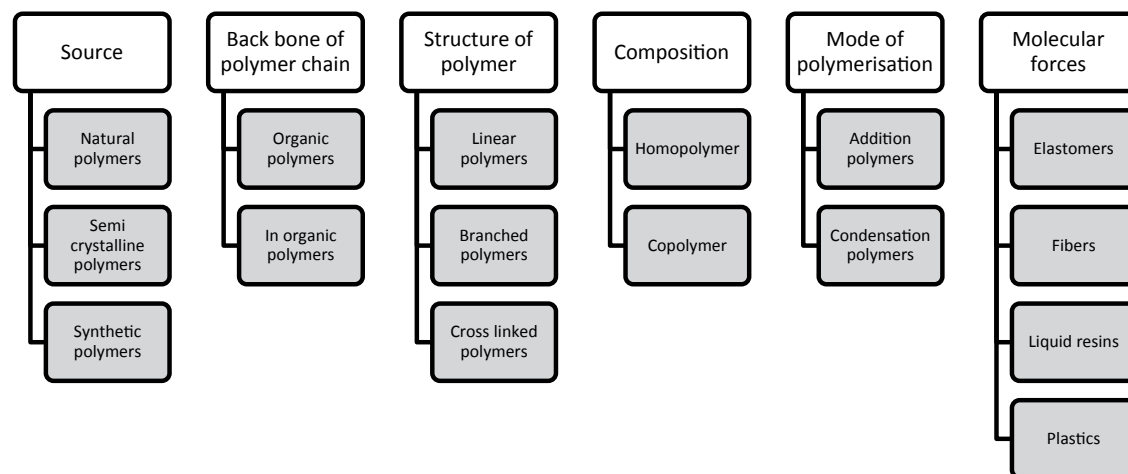 Source
Natural
polymers
Semi
crystalline
polymers
Synthetic
polymers
Back bone of
polymer chain
Organic
polymers
In organic
polymers
Structure of
polymer
Linear
polymers
Branched
polymers
Cross linked
polymers
Composition
Homopolymer
Copolymer
Mode of
polymerisation
Addition
polymers
Condensation
polymers
Molecular
forces
Elastomers
Fibers
Liquid resins
Plastics